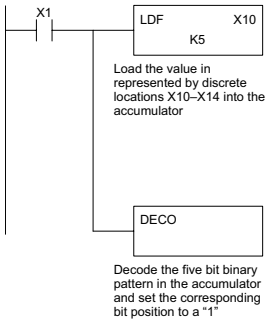 X1
LDF X10
K5
Load the value in
represented by discrete
locations X10–X14 into the
accumulator
DECO
Decode the five bit binary
pattern in the accumulator
and set the corresponding
bit position to a “1”